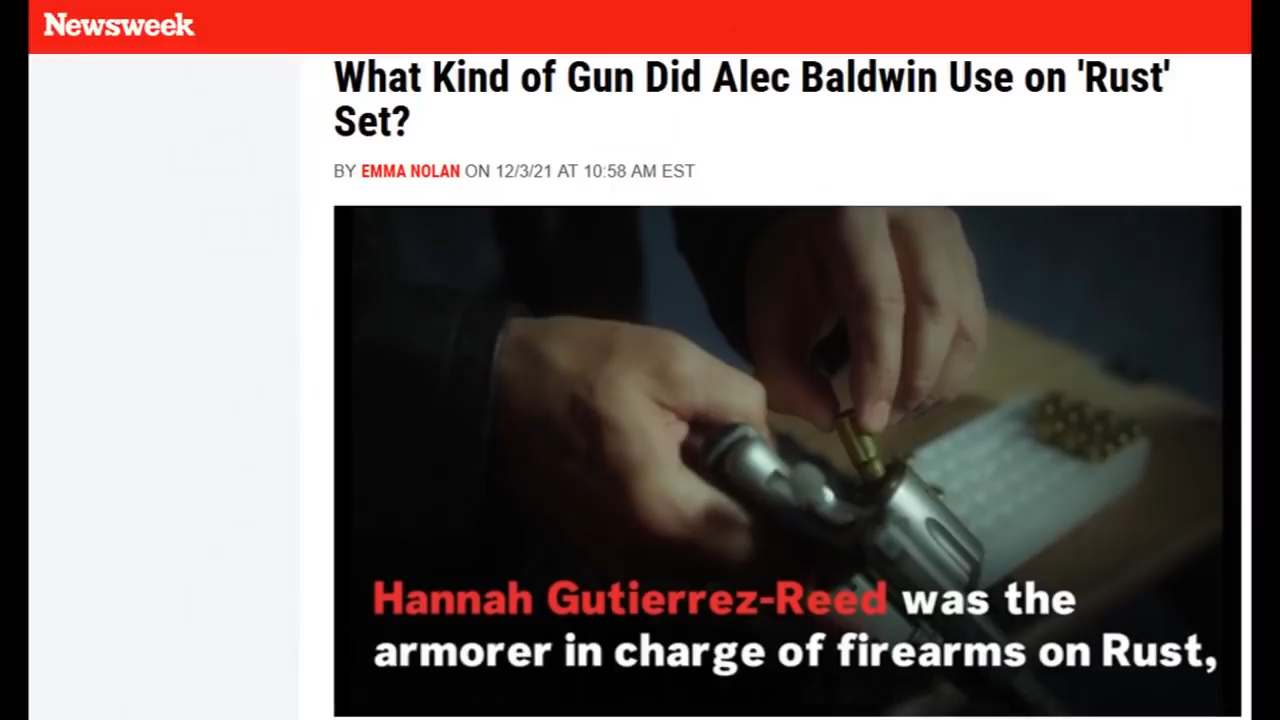 Newsweek
What Kind of Gun Did Alec Baldwin Use on 'Rust'
Set?
BY EMMA NOLAN ON 12/3/21 AT 10:58 AM EST
Hannah Gutierrez-Reed was the
armorer in charge of firearms on Rust,